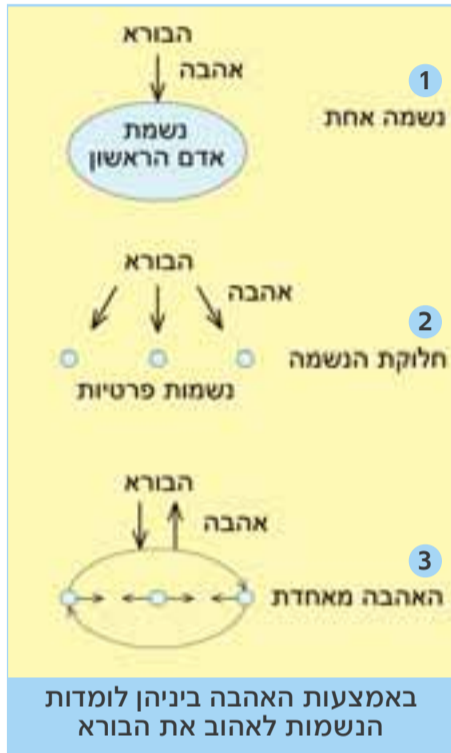 הבורא
אהבה
1
נשמה אחת
נשמת
אדם הראשון
הבורא
אהבה
2
חלוקת הנשמה
נשמות פרטיות
הבורא
אהבה
3
האהבה מאחדת
באמצעות האהבה ביניהן לומדות
הנשמות לאהוב את הבורא